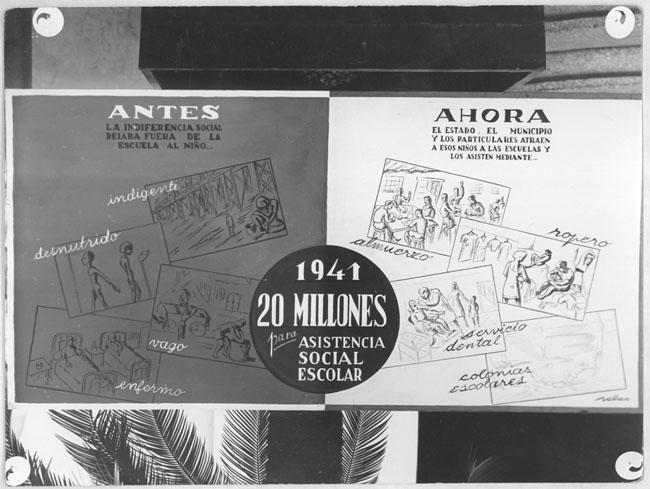 ANTES
LA INDIFERENCIA SOCIAL
DEJABA FUERA DE LA
ESCUELA AL NIÑO...
indigente
desnutrido
vago
enfermo
1941
20 MILLONES
para ASISTENCIA
SOCIAL
ESCOLAR
AHORA
EL ESTADO, EL MUNICIPIO
Y LOS PARTICULARES ATRAEN
A ESOS NIÑOS A LAS ESCUELAS Y
LOS ASISTEN MEDIANTE...
almuerzo
ropero
servicio
dental
colonias
escolares